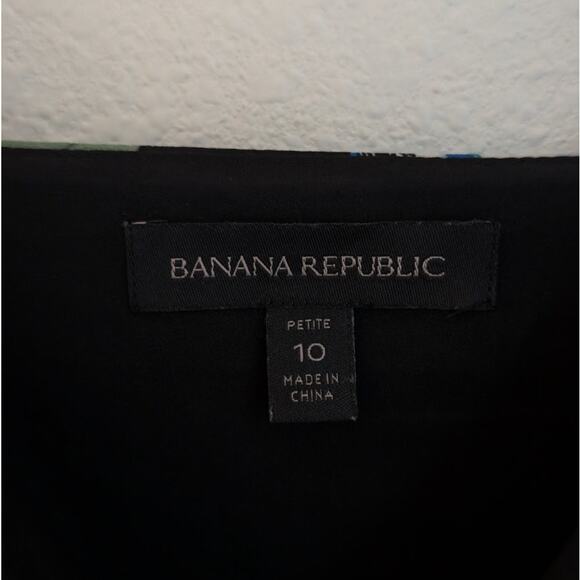 BANANA REPUBLIC
PETITE
10
MADE IN
CHINA